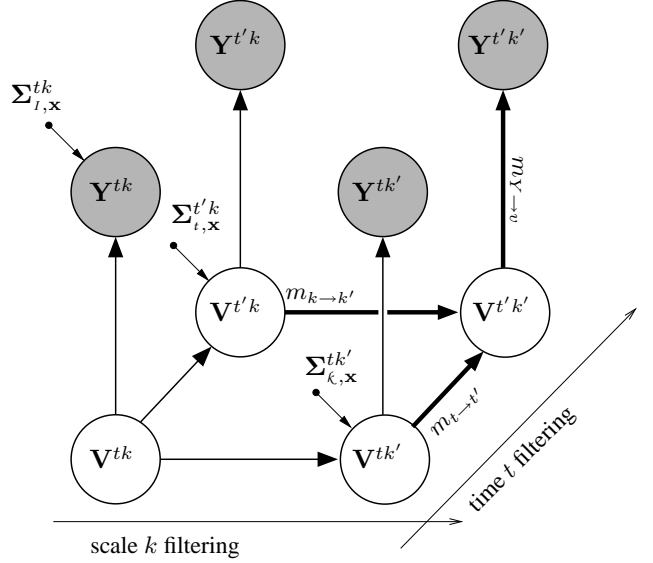 Y^{t'k}
Y^{t'k'}
Σ^{tk}_{I,x}
Y^{tk}
Y^{tk'}
m_{Y→v}
Σ^{t'k}_{t,x}
V^{t'k}
m_{k→k'}
V^{t'k'}
Σ^{tk'}_{k,x}
m_{t→t'}
V^{tk}
V^{tk'}
time t filtering
scale k filtering